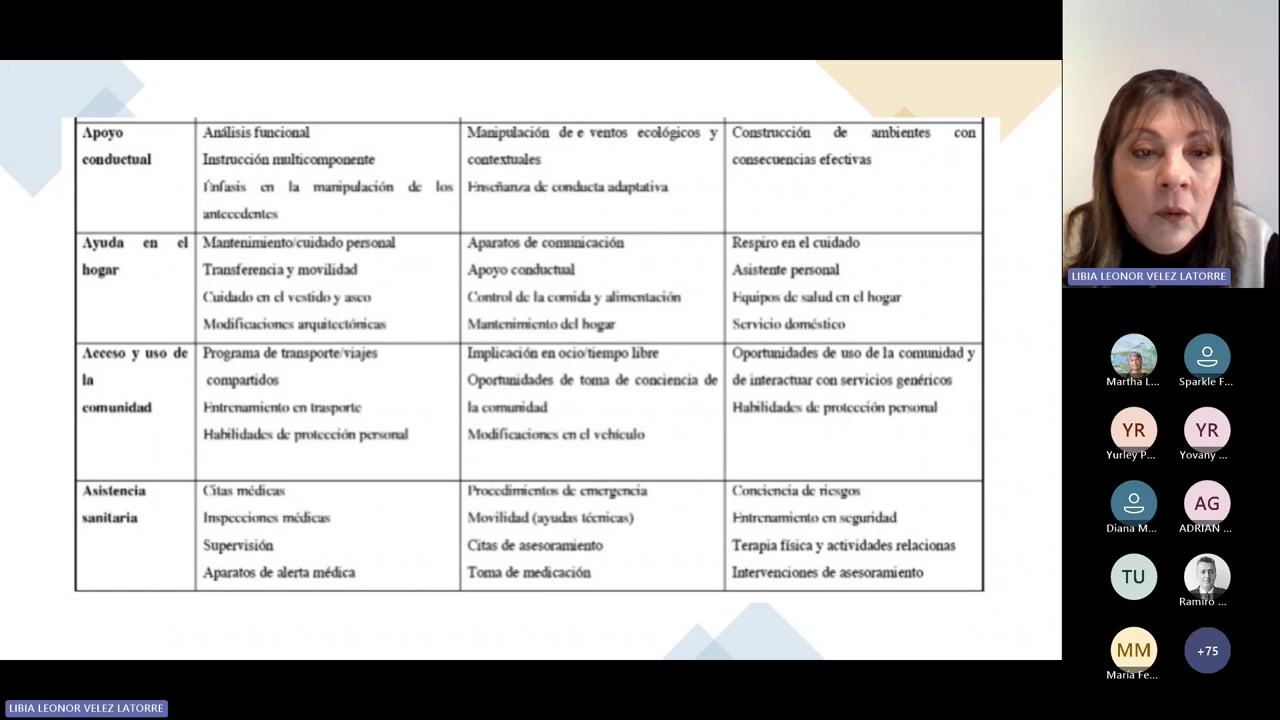 Apoyo
conductual
Análisis funcional
Instrucción multicomponente
Énfasis en la manipulación de los
antecedentes
Manipulación de e ventos ecológicos y
contextuales
Enseñanza de conducta adaptativa
Construcción de ambientes con
consecuencias efectivas
Ayuda en el
hogar
Mantenimiento/cuidado personal
Transferencia y movilidad
Cuidado en el vestido y aseo
Modificaciones arquitectónicas
Aparatos de comunicación
Apoyo conductual
Control de la comida y alimentación
Mantenimiento del hogar
Respiro en el cuidado
Asistente personal
Equipos de salud en el hogar
Servicio doméstico
Acceso y uso de
la
comunidad
Programa de transporte/viajes
compartidos
Entrenamiento en trasporte
Habilidades de protección personal
Implicación en ocio/tiempo libre
Oportunidades de toma de conciencia de
la comunidad
Modificaciones en el vehículo
Oportunidades de uso de la comunidad y
de interactuar con servicios genéricos
Habilidades de protección personal
Asistencia
sanitaria
Citas médicas
Inspecciones médicas
Supervisión
Aparatos de alerta médica
Procedimientos de emergencia
Movilidad (ayudas técnicas)
Citas de asesoramiento
Toma de medicación
Conciencia de riesgos
Entrenamiento en seguridad
Terapia física y actividades relacionas
Intervenciones de asesoramiento
LIBIA LEONOR VELEZ LATORRE
Martha L...
Sparkle F...
YR
Yurley P...
YR
Yovany ...
Diana M...
AG
ADRIAN ...
TU
Ramiro ...
MM
María Fe...
+75
LIBIA LEONOR VELEZ LATORRE